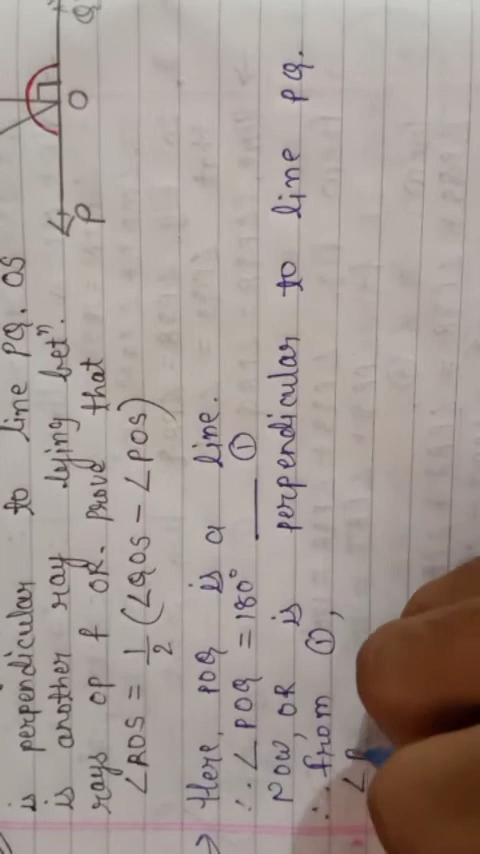 is perpendicular to line PQ. OS
is another ray lying betn.
rays OP & OR. Prove that
∠ROS = 1/2 (∠QOS - ∠POS)
P O Q
→ Here, POQ is a line.
∴ ∠POQ = 180° ——— ①
Now, OR is perpendicular to line PQ.
∴ from ①,
∠